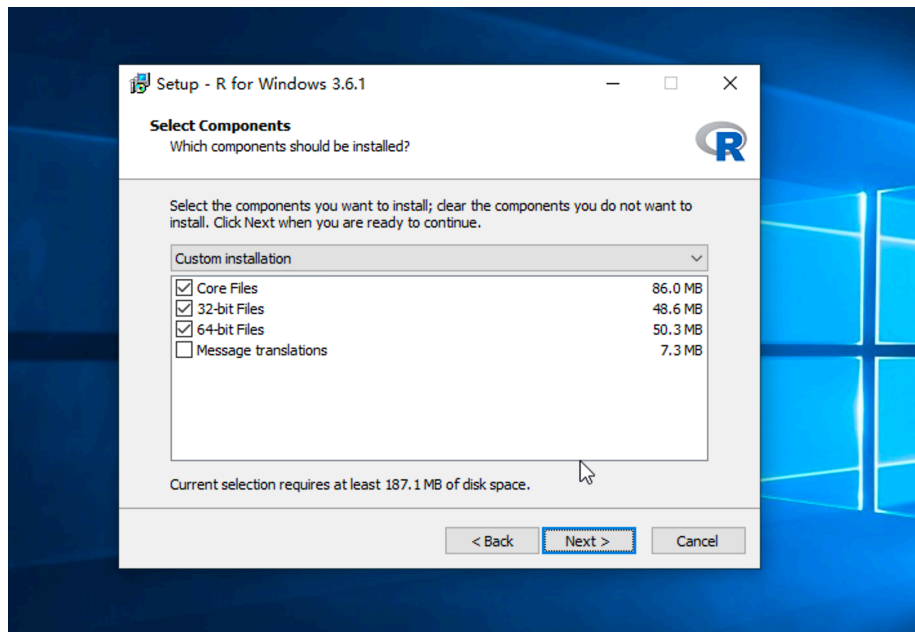 Setup - R for Windows 3.6.1
Select Components
Which components should be installed?
R
Select the components you want to install; clear the components you do not want to
install. Click Next when you are ready to continue.
Custom installation
Core Files 86.0 MB
32-bit Files 48.6 MB
64-bit Files 50.3 MB
Message translations 7.3 MB
Current selection requires at least 187.1 MB of disk space.
< Back Next > Cancel